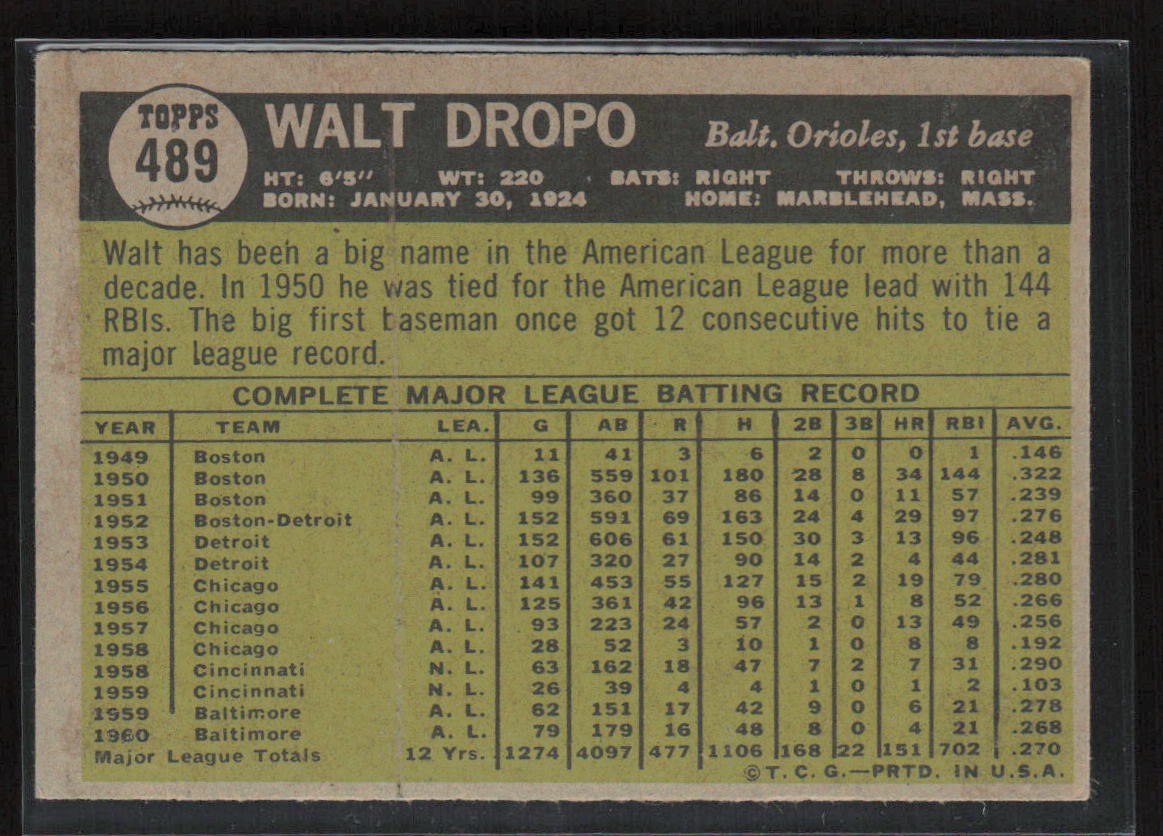 TOPPS
489
WALT DROPO
Balt. Orioles, 1st base
HT: 6'5" WT: 220 BATS: RIGHT THROWS: RIGHT
BORN: JANUARY 30, 1924 HOME: MARBLEHEAD, MASS.
Walt has been a big name in the American League for more than a
decade. In 1950 he was tied for the American League lead with 144
RBIs. The big first baseman once got 12 consecutive hits to tie a
major league record.
COMPLETE MAJOR LEAGUE BATTING RECORD
YEAR TEAM LEA. G AB R H 2B 3B HR RBI AVG.
1949 Boston A. L. 11 41 3 6 2 0 0 1 .146
1950 Boston A. L. 136 559 101 180 28 8 34 144 .322
1951 Boston A. L. 99 360 37 86 14 0 11 57 .239
1952 Boston-Detroit A. L. 152 591 69 163 24 4 29 97 .276
1953 Detroit A. L. 152 606 61 150 30 3 13 96 .248
1954 Detroit A. L. 107 320 27 90 14 2 4 44 .281
1955 Chicago A. L. 141 453 55 127 15 2 19 79 .280
1956 Chicago A. L. 125 361 42 96 13 1 8 52 .266
1957 Chicago A. L. 93 223 24 57 2 0 13 49 .256
1958 Chicago A. L. 28 52 3 10 1 0 8 8 .192
1958 Cincinnati N. L. 63 162 18 47 7 2 7 31 .290
1959 Cincinnati N. L. 26 39 4 4 1 0 1 2 .103
1959 Baltimore A. L. 62 151 17 42 9 0 6 21 .278
1960 Baltimore A. L. 79 179 16 48 8 0 4 21 .268
Major League Totals 12 Yrs. 1274 4097 477 1106 168 22 151 702 .270
©T. C. G.—PRTD. IN U.S.A.